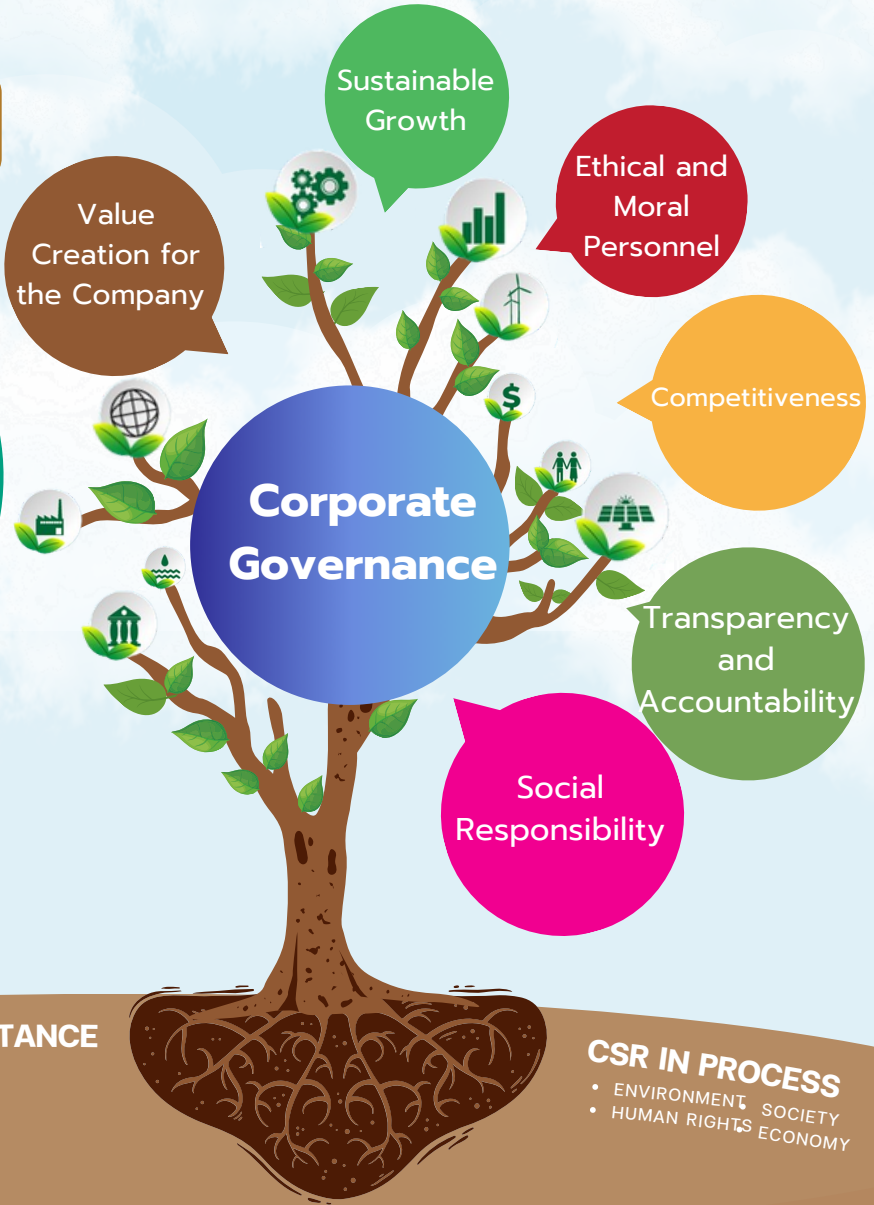 Sustainable
Growth
Ethical and
Moral
Personnel
Value
Creation for
the Company
Competitiveness
Corporate
Governance
Transparency
and
Accountability
Social
Responsibility
TANCE
CSR IN PROCESS
• ENVIRONMENT
• SOCIETY
• HUMAN RIGHTS
• ECONOMY